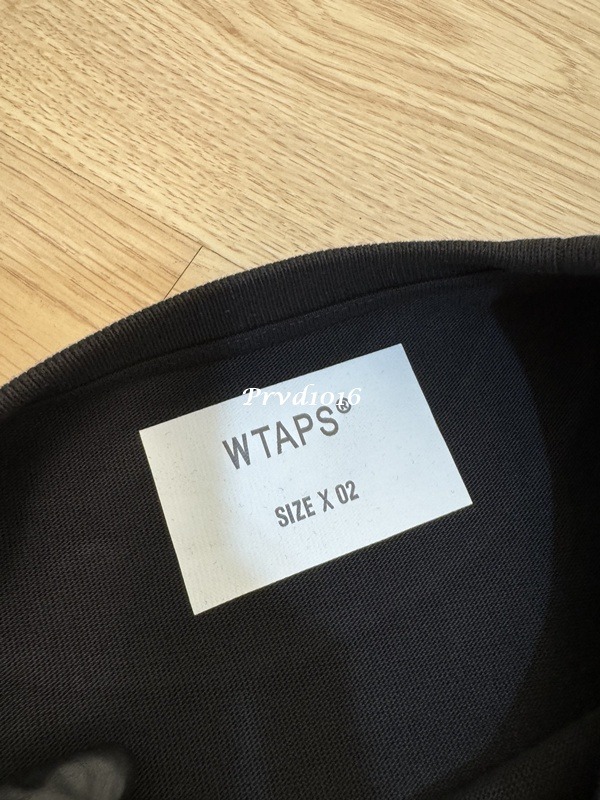 Prvd1016
WTAPS®
SIZE X 02